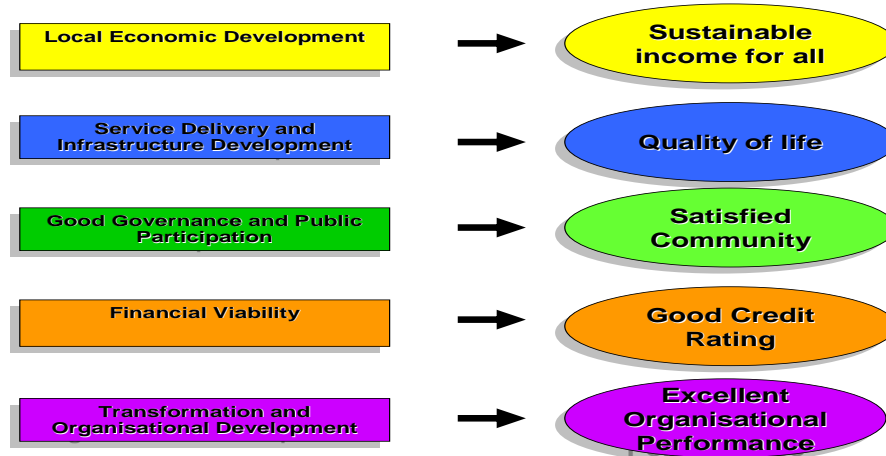 Local Economic Development
Sustainable
income for all
Service Delivery and
Infrastructure Development
Quality of life
Good Governance and Public
Participation
Satisfied
Community
Financial Viability
Good Credit
Rating
Transformation and
Organisational Development
Excellent
Organisational
Performance